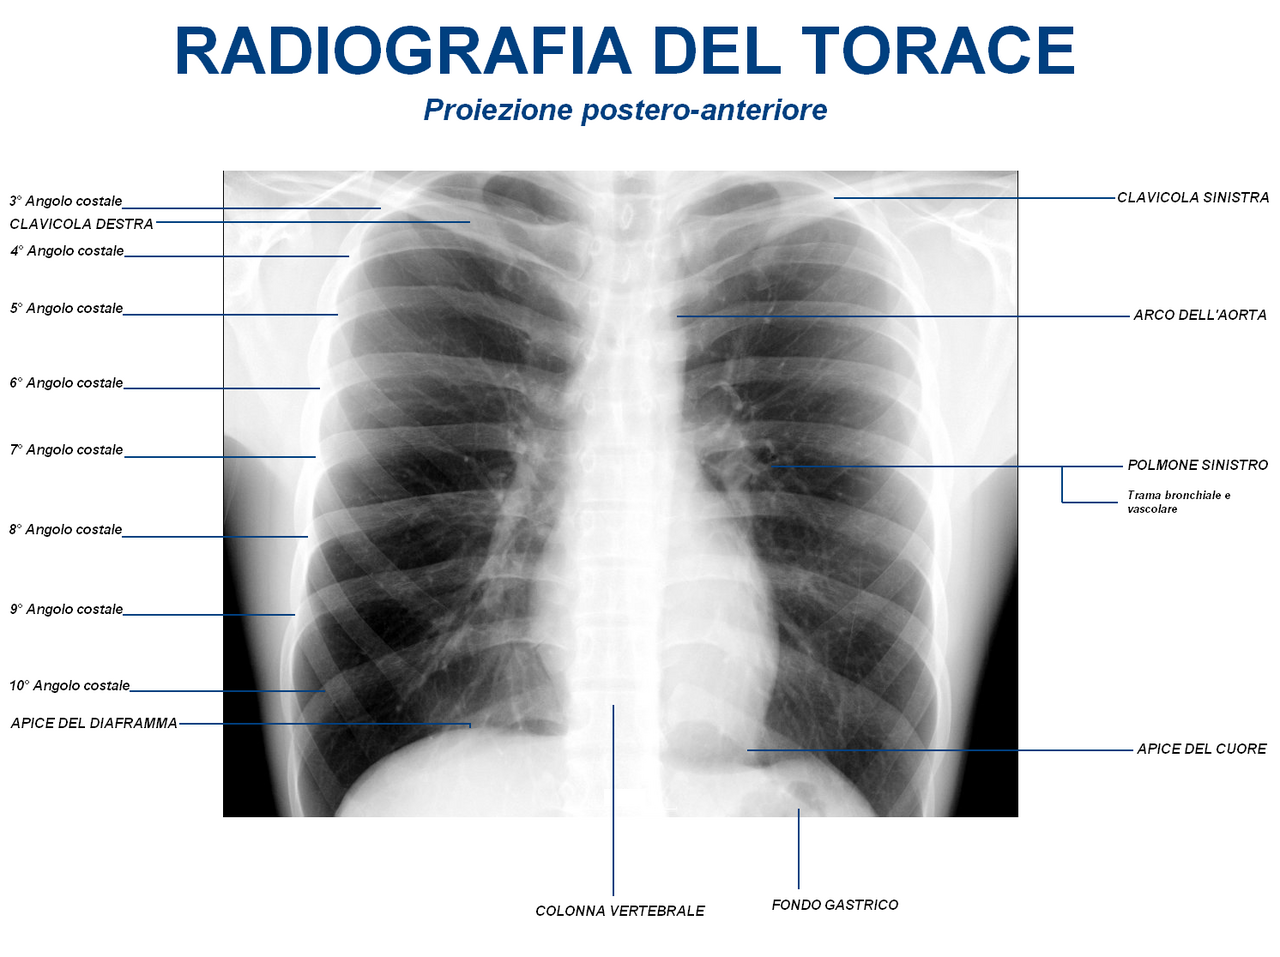 RADIOGRAFIA DEL TORACE
Proiezione postero-anteriore
3° Angolo costale
CLAVICOLA DESTRA
4° Angolo costale
5° Angolo costale
6° Angolo costale
7° Angolo costale
8° Angolo costale
9° Angolo costale
10° Angolo costale
APICE DEL DIAFRAMMA
CLAVICOLA SINISTRA
ARCO DELL'AORTA
POLMONE SINISTRO
Trama bronchiale e
vascolare
APICE DEL CUORE
COLONNA VERTEBRALE
FONDO GASTRICO